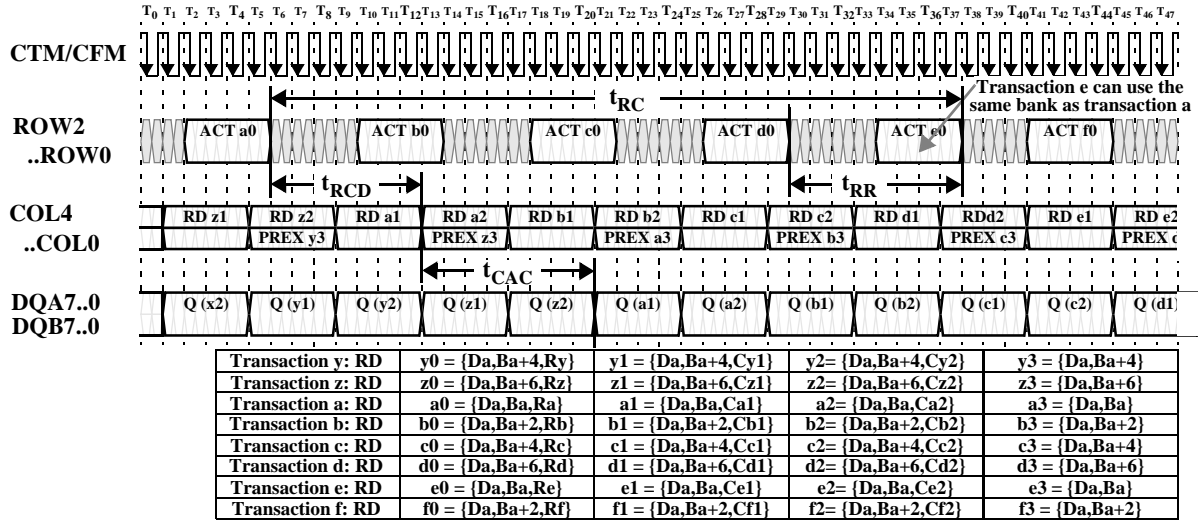 T0 T1 T2 T3 T4 T5 T6 T7 T8 T9 T10 T11 T12 T13 T14 T15 T16 T17 T18 T19 T20 T21 T22 T23 T24 T25 T26 T27 T28 T29 T30 T31 T32 T33 T34 T35 T36 T37 T38 T39 T40 T41 T42 T43 T44 T45 T46 T47
CTM/CFM
Transaction e can use the
same bank as transaction a
tRC
ROW2
..ROW0
ACT a0 ACT b0 ACT c0 ACT d0 ACT e0 ACT f0
tRCD tRR
COL4
..COL0
RD z1 RD z2 RD a1 RD a2 RD b1 RD b2 RD c1 RD c2 RD d1 RDd2 RD e1 RD e2
PREX y3 PREX z3 PREX a3 PREX b3 PREX c3 PREX d
tCAC
DQA7..0
DQB7..0
Q (x2) Q (y1) Q (y2) Q (z1) Q (z2) Q (a1) Q (a2) Q (b1) Q (b2) Q (c1) Q (c2) Q (d1)
Transaction y: RD y0 = {Da,Ba+4,Ry} y1 = {Da,Ba+4,Cy1} y2= {Da,Ba+4,Cy2} y3 = {Da,Ba+4}
Transaction z: RD z0 = {Da,Ba+6,Rz} z1 = {Da,Ba+6,Cz1} z2= {Da,Ba+6,Cz2} z3 = {Da,Ba+6}
Transaction a: RD a0 = {Da,Ba,Ra} a1 = {Da,Ba,Ca1} a2= {Da,Ba,Ca2} a3 = {Da,Ba}
Transaction b: RD b0 = {Da,Ba+2,Rb} b1 = {Da,Ba+2,Cb1} b2= {Da,Ba+2,Cb2} b3 = {Da,Ba+2}
Transaction c: RD c0 = {Da,Ba+4,Rc} c1 = {Da,Ba+4,Cc1} c2= {Da,Ba+4,Cc2} c3 = {Da,Ba+4}
Transaction d: RD d0 = {Da,Ba+6,Rd} d1 = {Da,Ba+6,Cd1} d2= {Da,Ba+6,Cd2} d3 = {Da,Ba+6}
Transaction e: RD e0 = {Da,Ba,Re} e1 = {Da,Ba,Ce1} e2= {Da,Ba,Ce2} e3 = {Da,Ba}
Transaction f: RD f0 = {Da,Ba+2,Rf} f1 = {Da,Ba+2,Cf1} f2= {Da,Ba+2,Cf2} f3 = {Da,Ba+2}